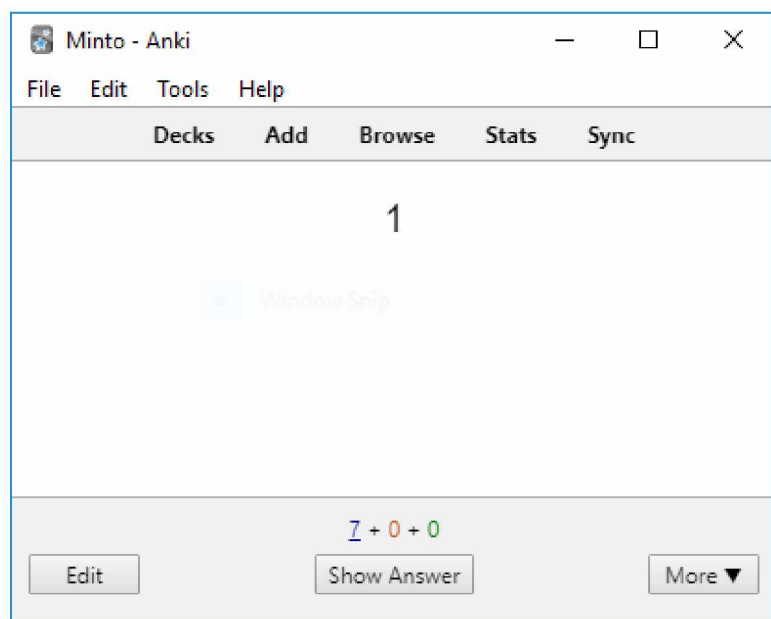 Minto - Anki
File Edit Tools Help
Decks Add Browse Stats Sync
1
Window Snip
7 + 0 + 0
Edit Show Answer More ▼